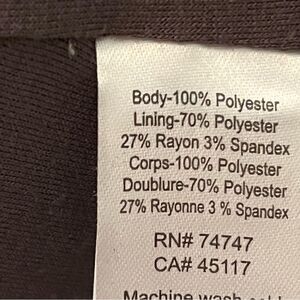 Body-100% Polyester
Lining-70% Polyester
27% Rayon 3% Spandex
Corps-100% Polyester
Doublure-70% Polyester
27% Rayonne 3 % Spandex
RN# 74747
CA# 45117
Machine wash cold